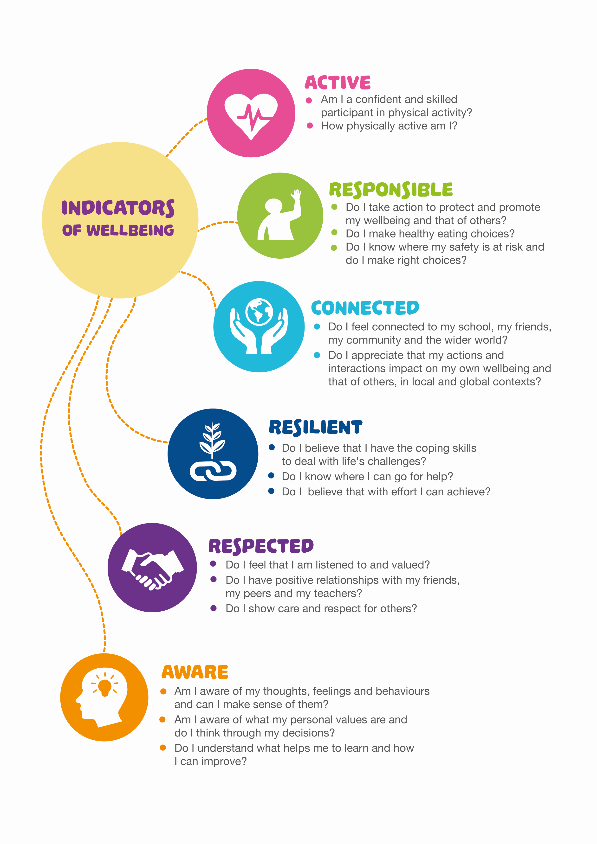 ACTIVE
Am I a confident and skilled
participant in physical activity?
How physically active am I?
INDICATORS
OF WELLBEING
RESPONSIBLE
Do I take action to protect and promote
my wellbeing and that of others?
Do I make healthy eating choices?
Do I know where my safety is at risk and
do I make right choices?
CONNECTED
Do I feel connected to my school, my friends,
my community and the wider world?
Do I appreciate that my actions and
interactions impact on my own wellbeing and
that of others, in local and global contexts?
RESILIENT
Do I believe that I have the coping skills
to deal with life's challenges?
Do I know where I can go for help?
Do I believe that with effort I can achieve?
RESPECTED
Do I feel that I am listened to and valued?
Do I have positive relationships with my friends,
my peers and my teachers?
Do I show care and respect for others?
AWARE
Am I aware of my thoughts, feelings and behaviours
and can I make sense of them?
Am I aware of what my personal values are and
do I think through my decisions?
Do I understand what helps me to learn and how
I can improve?